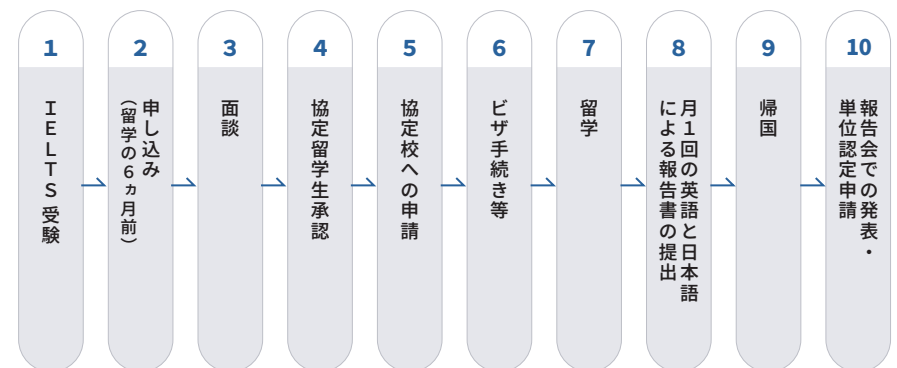 1
IELTS受験
2
申し込み
（留学の6ヵ月前）
3
面談
4
協定留学生承認
5
協定校への申請
6
ビザ手続き等
7
留学
8
月1回の英語と日本語
による報告書の提出
9
帰国
10
報告会での発表・
単位認定申請